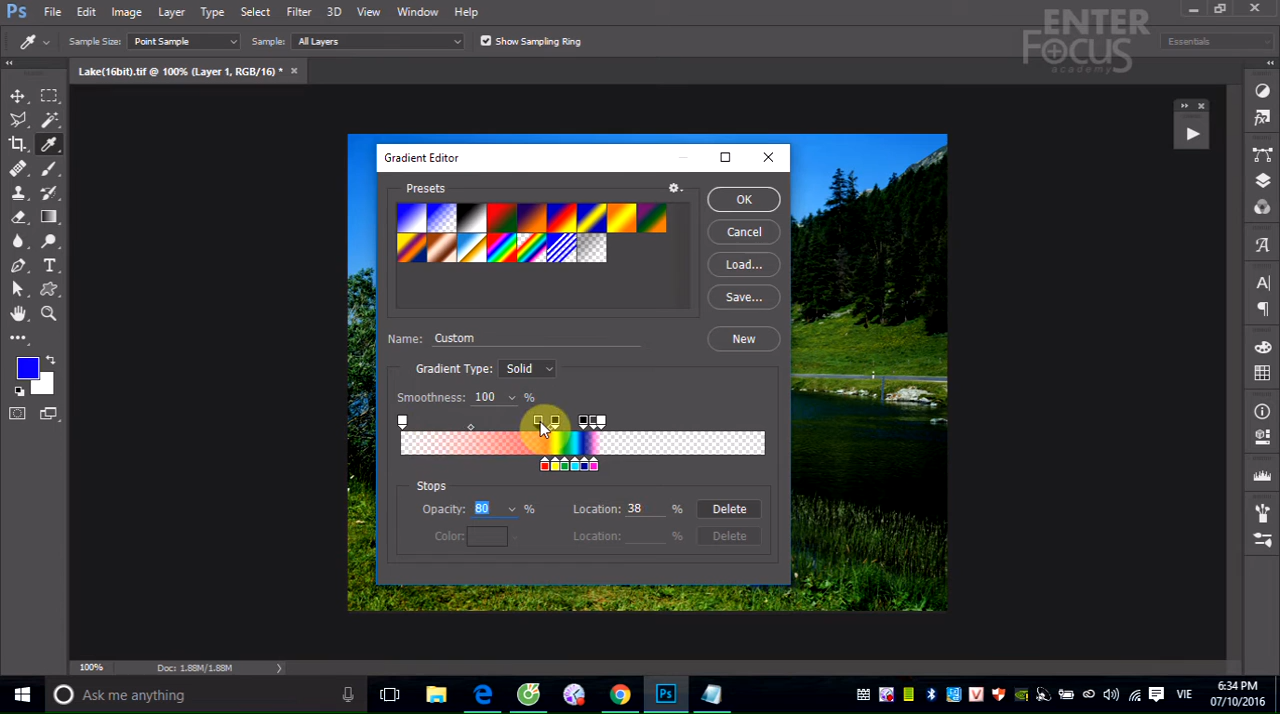 Ps File Edit Image Layer Type Select Filter 3D View Window Help
Sample Size: Point Sample Sample: All Layers Show Sampling Ring Essentials
ENTER
FOCUS
academy
Lake(16bit).tif @ 100% (Layer 1, RGB/16) *
Gradient Editor
Presets
OK
Cancel
Load...
Save...
Name: Custom New
Gradient Type: Solid
Smoothness: 100 %
Stops
Opacity: 80 % Location: 38 % Delete
Color: Location: % Delete
100% Doc: 1.88M/1.88M
Ask me anything
VIE
6:34 PM
07/10/2016